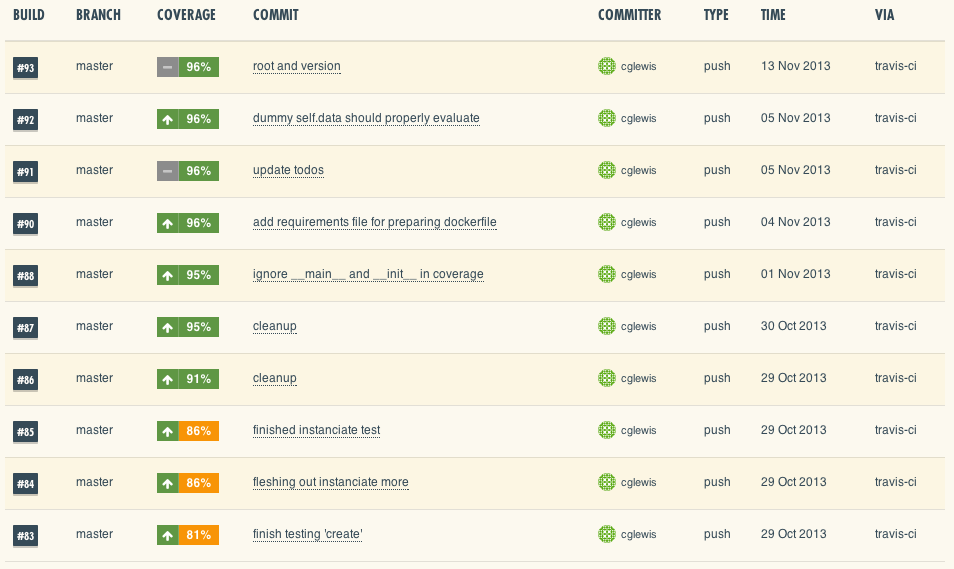 BUILD BRANCH COVERAGE COMMIT COMMITTER TYPE TIME VIA
#93 master 96% root and version cglewis push 13 Nov 2013 travis-ci
#92 master 96% dummy self.data should properly evaluate cglewis push 05 Nov 2013 travis-ci
#91 master 96% update todos cglewis push 05 Nov 2013 travis-ci
#90 master 96% add requirements file for preparing dockerfile cglewis push 04 Nov 2013 travis-ci
#88 master 95% ignore __main__ and __init__ in coverage cglewis push 01 Nov 2013 travis-ci
#87 master 95% cleanup cglewis push 30 Oct 2013 travis-ci
#86 master 91% cleanup cglewis push 29 Oct 2013 travis-ci
#85 master 86% finished instanciate test cglewis push 29 Oct 2013 travis-ci
#84 master 86% fleshing out instanciate more cglewis push 29 Oct 2013 travis-ci
#83 master 81% finish testing 'create' cglewis push 29 Oct 2013 travis-ci